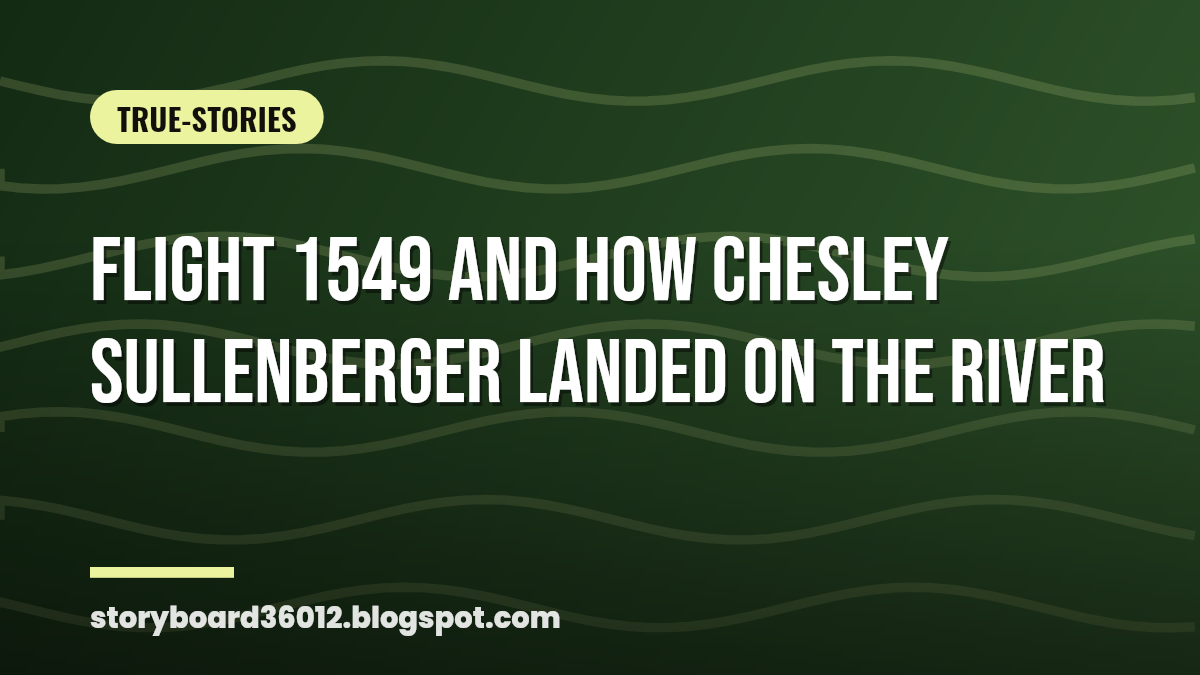 TRUE-STORIES
FLIGHT 1549 AND HOW CHESLEY
SULLENBERGER LANDED ON THE RIVER
storyboard36012.blogspot.com